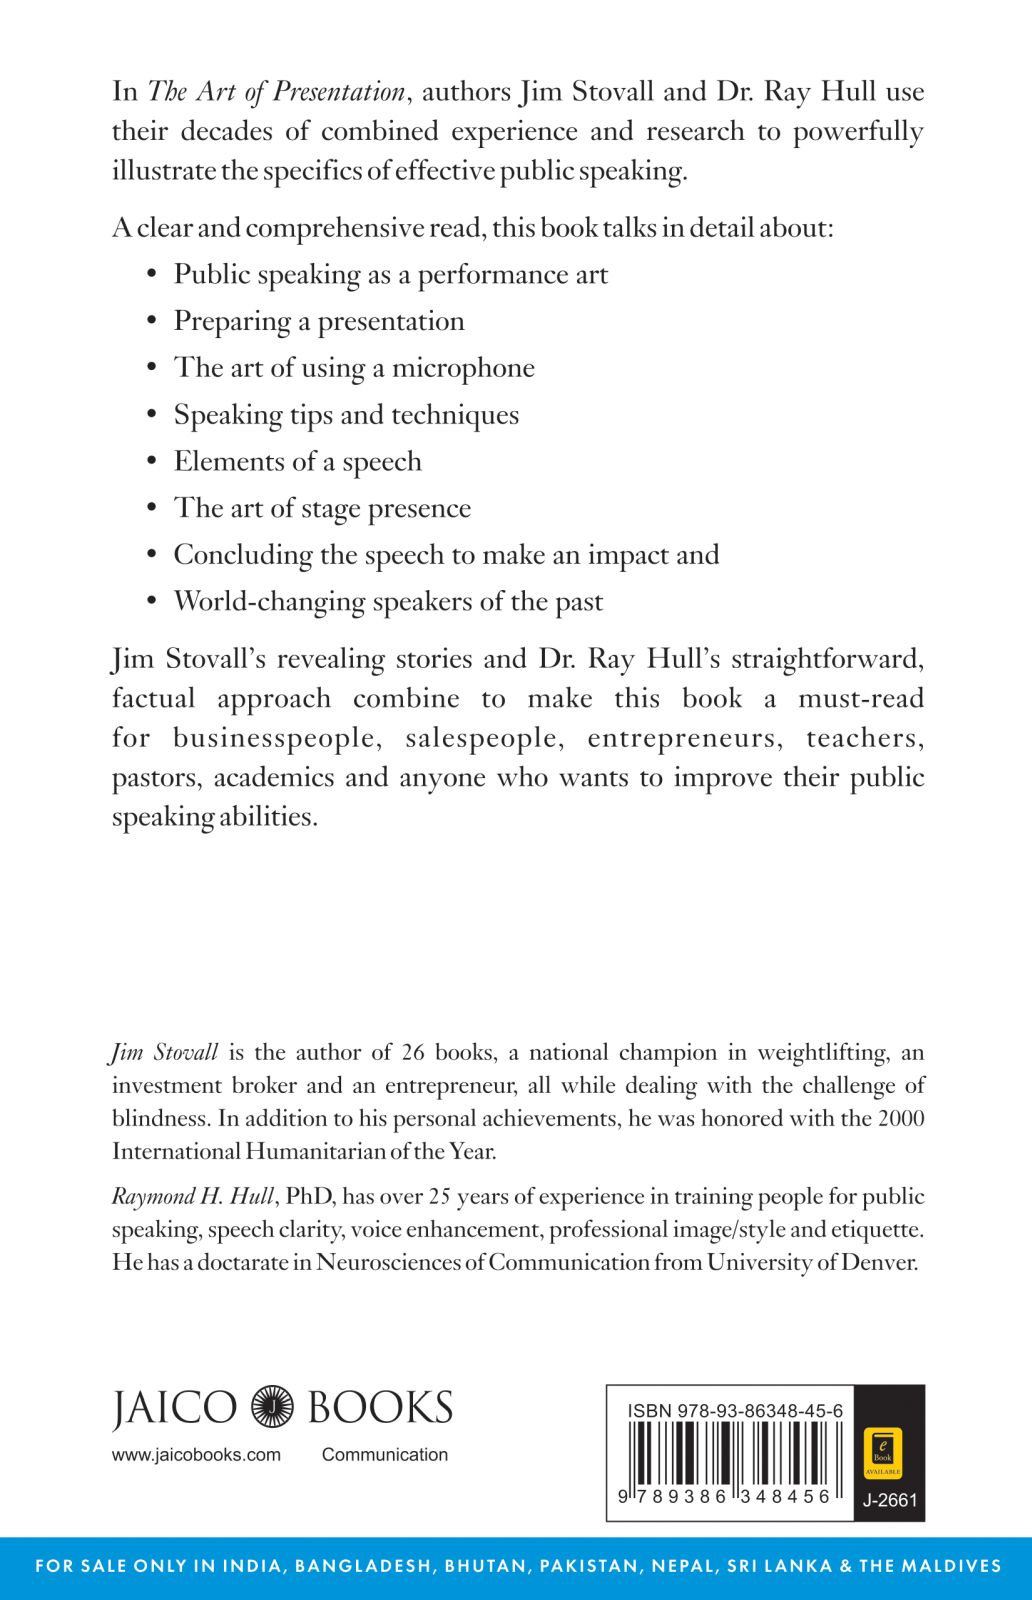 In The Art of Presentation, authors Jim Stovall and Dr. Ray Hull use
their decades of combined experience and research to powerfully
illustrate the specifics of effective public speaking.
A clear and comprehensive read, this book talks in detail about:
• Public speaking as a performance art
• Preparing a presentation
• The art of using a microphone
• Speaking tips and techniques
• Elements of a speech
• The art of stage presence
• Concluding the speech to make an impact and
• World-changing speakers of the past
Jim Stovall’s revealing stories and Dr. Ray Hull’s straightforward,
factual approach combine to make this book a must-read
for businesspeople, salespeople, entrepreneurs, teachers,
pastors, academics and anyone who wants to improve their public
speaking abilities.
Jim Stovall is the author of 26 books, a national champion in weightlifting, an
investment broker and an entrepreneur, all while dealing with the challenge of
blindness. In addition to his personal achievements, he was honored with the 2000
International Humanitarian of the Year.
Raymond H. Hull, PhD, has over 25 years of experience in training people for public
speaking, speech clarity, voice enhancement, professional image/style and etiquette.
He has a doctarate in Neurosciences of Communication from University of Denver.
JAICO J BOOKS
www.jaicobooks.com Communication
ISBN 978-93-86348-45-6
9 789386 348456
e
Book
AVAILABLE
J-2661
FOR SALE ONLY IN INDIA, BANGLADESH, BHUTAN, PAKISTAN, NEPAL, SRI LANKA & THE MALDIVES